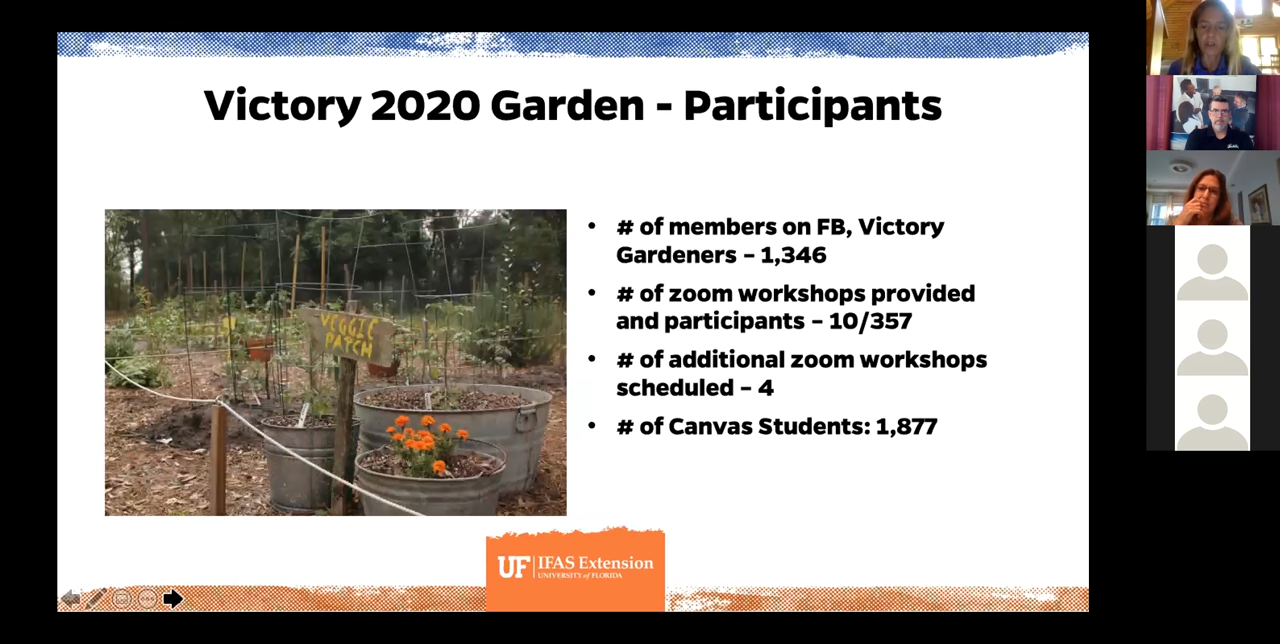 Victory 2020 Garden - Participants
VEGGIE
PATCH
• # of members on FB, Victory
Gardeners – 1,346
• # of zoom workshops provided
and participants – 10/357
• # of additional zoom workshops
scheduled – 4
• # of Canvas Students: 1,877
UF IFAS Extension
UNIVERSITY of FLORIDA